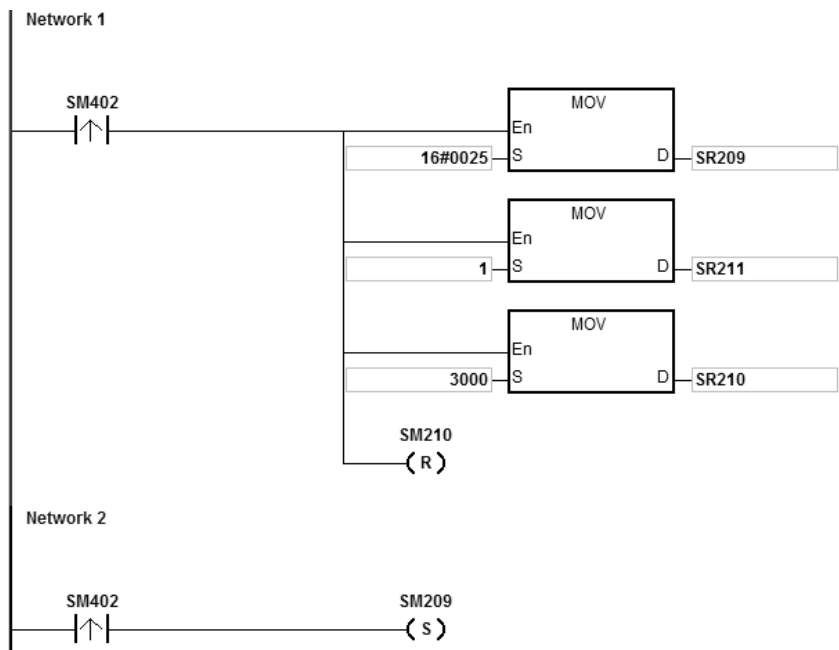 Network 1
SM402
MOV
En
16#0025 S D SR209
MOV
En
1 S D SR211
MOV
En
3000 S D SR210
SM210
R
Network 2
SM402 SM209
S